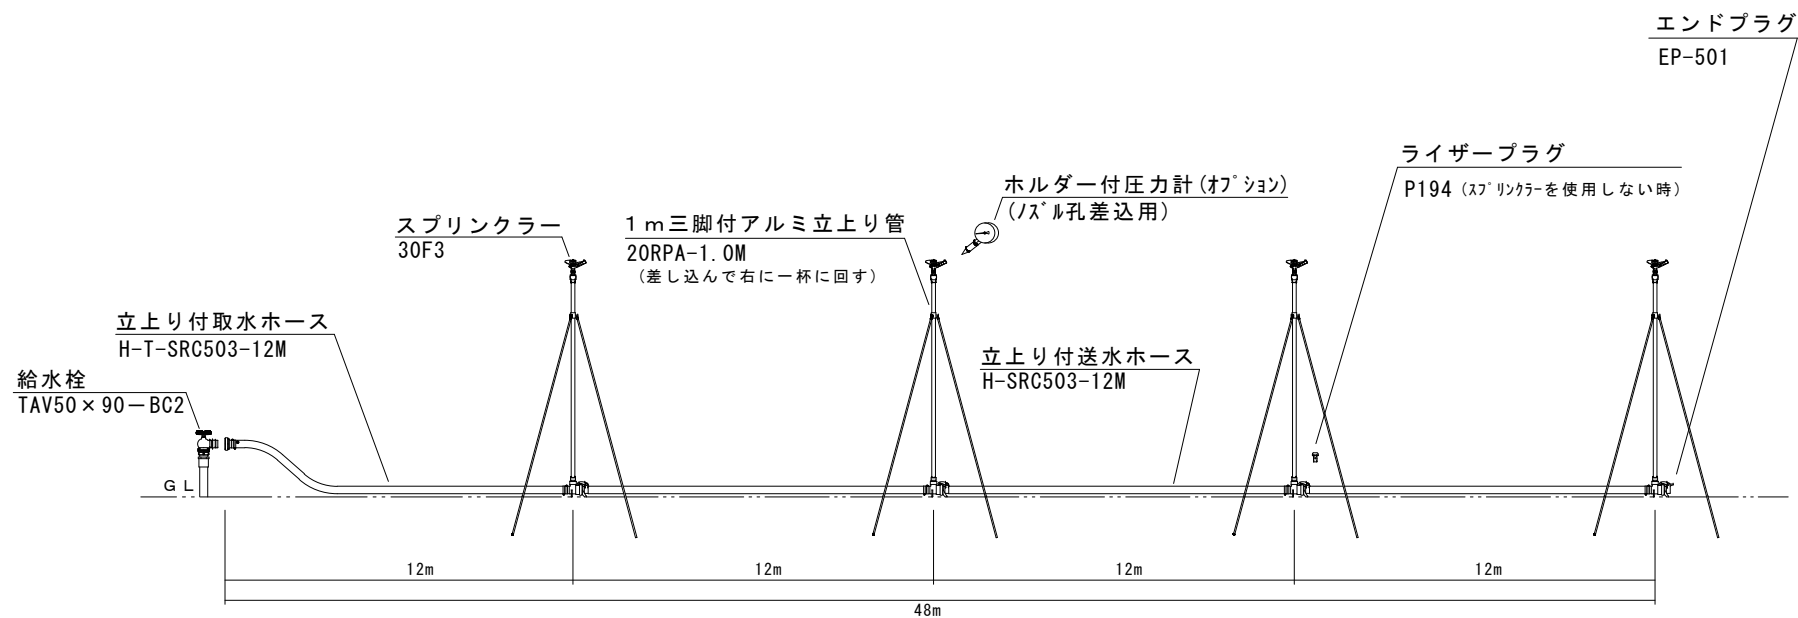 エンドプラグ
EP-501
ライザープラグ
P194 (ｽﾌﾟﾘﾝｸﾗｰを使用しない時)
ホルダー付圧力計(ｵﾌﾟｼｮﾝ)
(ﾉｽﾞﾙ孔差込用)
スプリンクラー
30F3
1m三脚付アルミ立上り管
20RPA-1.0M
(差し込んで右に一杯に回す)
立上り付取水ホース
H-T-SRC503-12M
立上り付送水ホース
H-SRC503-12M
給水栓
TAV50×90-BC2
GL
12m
12m
12m
12m
48m